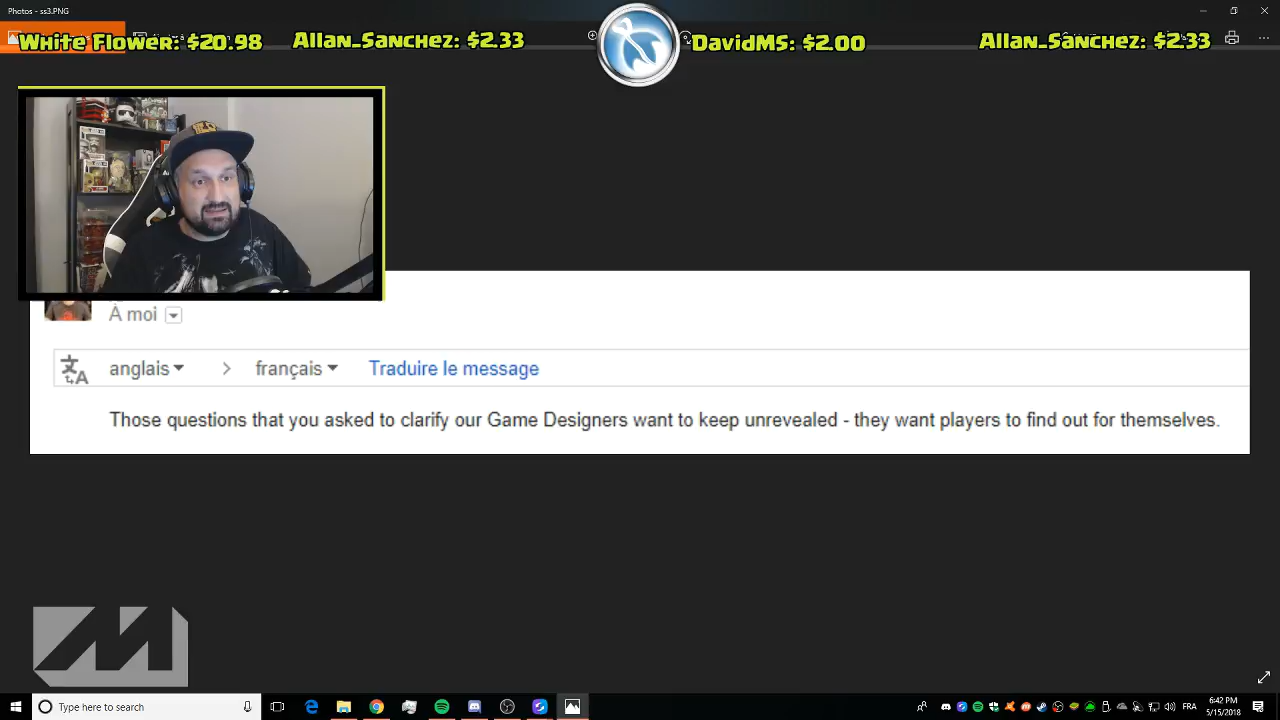 Photos - ss3.PNG
White Flower: $20.98
Allan_Sanchez: $2.33
DavidMS: $2.00
Allan_Sanchez: $2.33
À moi
anglais
français
Traduire le message
Those questions that you asked to clarify our Game Designers want to keep unrevealed - they want players to find out for themselves.
Type here to search
FRA
6:42 PM
5/15/2018